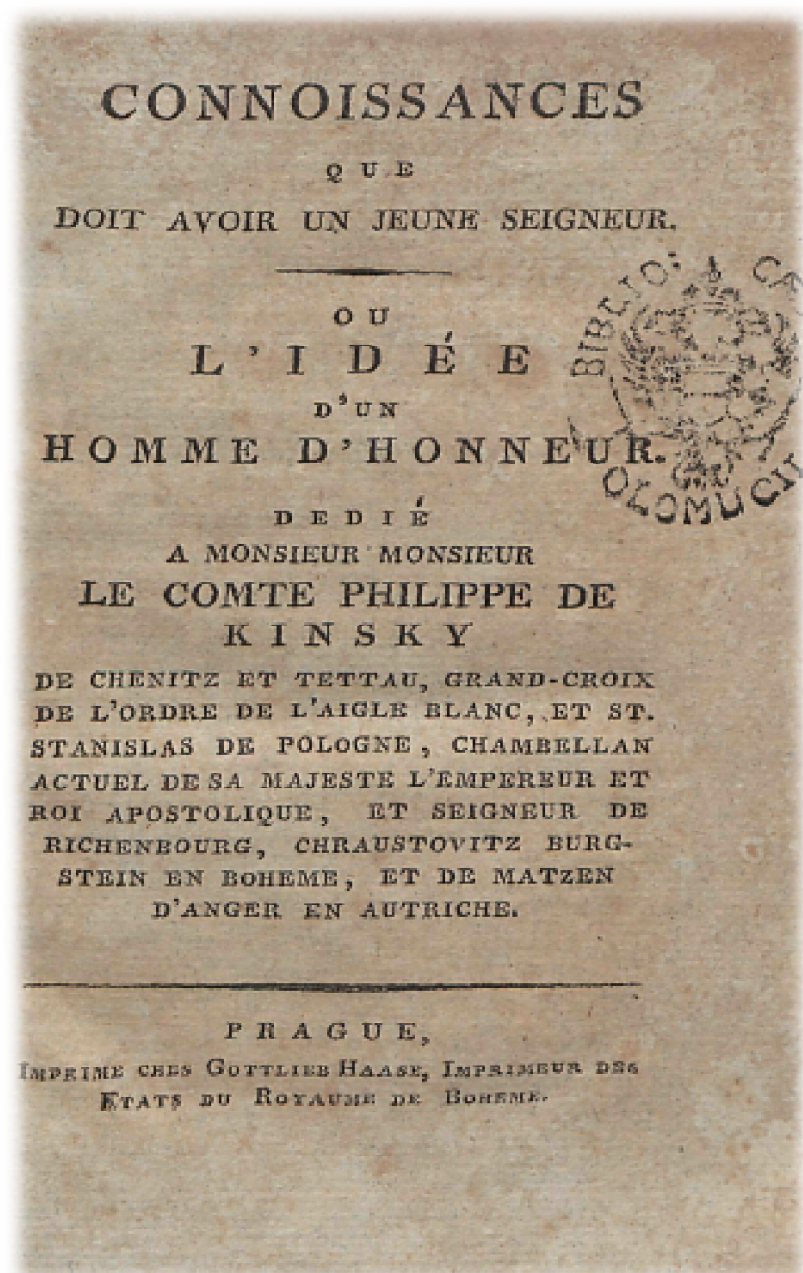 CONNOISSANCES
QUE
DOIT AVOIR UN JEUNE SEIGNEUR.
OU
L'IDÉE
D'UN
HOMME D'HONNEUR.
DEDIÉ
A MONSIEUR MONSIEUR
LE COMTE PHILIPPE DE
KINSKY
DE CHENITZ ET TETTAU, GRAND-CROIX
DE L'ORDRE DE L'AIGLE BLANC, ET ST.
STANISLAS DE POLOGNE, CHAMBELLAN
ACTUEL DE SA MAJESTE L'EMPEREUR ET
ROI APOSTOLIQUE, ET SEIGNEUR DE
RICHENBOURG, CHRAUSTOVITZ BURG-
STEIN EN BOHEME, ET DE MATZEN
D'ANGER EN AUTRICHE.
PRAGUE,
IMPRIME CHES GOTTLIEB HAASE, IMPRIMEUR DES
ETATS DU ROYAUME DE BOHEME.
BIBLIO: CÆ
OLOMUCII